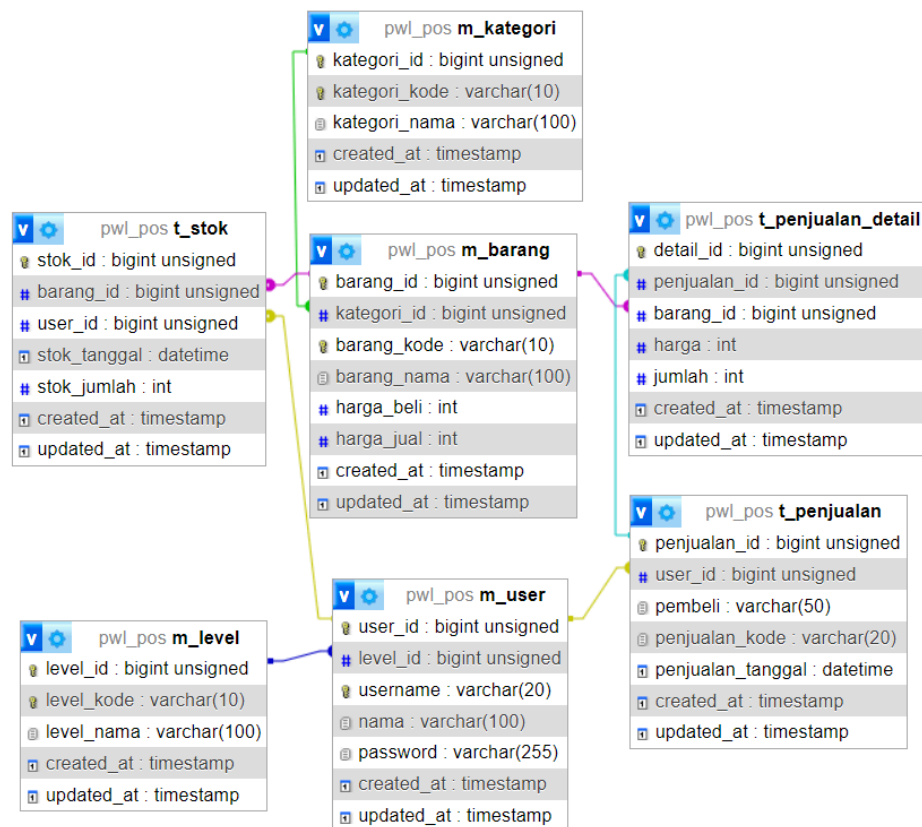 pwl_pos m_kategori
kategori_id : bigint unsigned
kategori_kode : varchar(10)
kategori_nama : varchar(100)
created_at : timestamp
updated_at : timestamp
pwl_pos t_stok
stok_id : bigint unsigned
barang_id : bigint unsigned
user_id : bigint unsigned
stok_tanggal : datetime
stok_jumlah : int
created_at : timestamp
updated_at : timestamp
pwl_pos m_barang
barang_id : bigint unsigned
kategori_id : bigint unsigned
barang_kode : varchar(10)
barang_nama : varchar(100)
harga_beli : int
harga_jual : int
created_at : timestamp
updated_at : timestamp
pwl_pos t_penjualan_detail
detail_id : bigint unsigned
penjualan_id : bigint unsigned
barang_id : bigint unsigned
harga : int
jumlah : int
created_at : timestamp
updated_at : timestamp
pwl_pos m_level
level_id : bigint unsigned
level_kode : varchar(10)
level_nama : varchar(100)
created_at : timestamp
updated_at : timestamp
pwl_pos m_user
user_id : bigint unsigned
level_id : bigint unsigned
username : varchar(20)
nama : varchar(100)
password : varchar(255)
created_at : timestamp
updated_at : timestamp
pwl_pos t_penjualan
penjualan_id : bigint unsigned
user_id : bigint unsigned
pembeli : varchar(50)
penjualan_kode : varchar(20)
penjualan_tanggal : datetime
created_at : timestamp
updated_at : timestamp